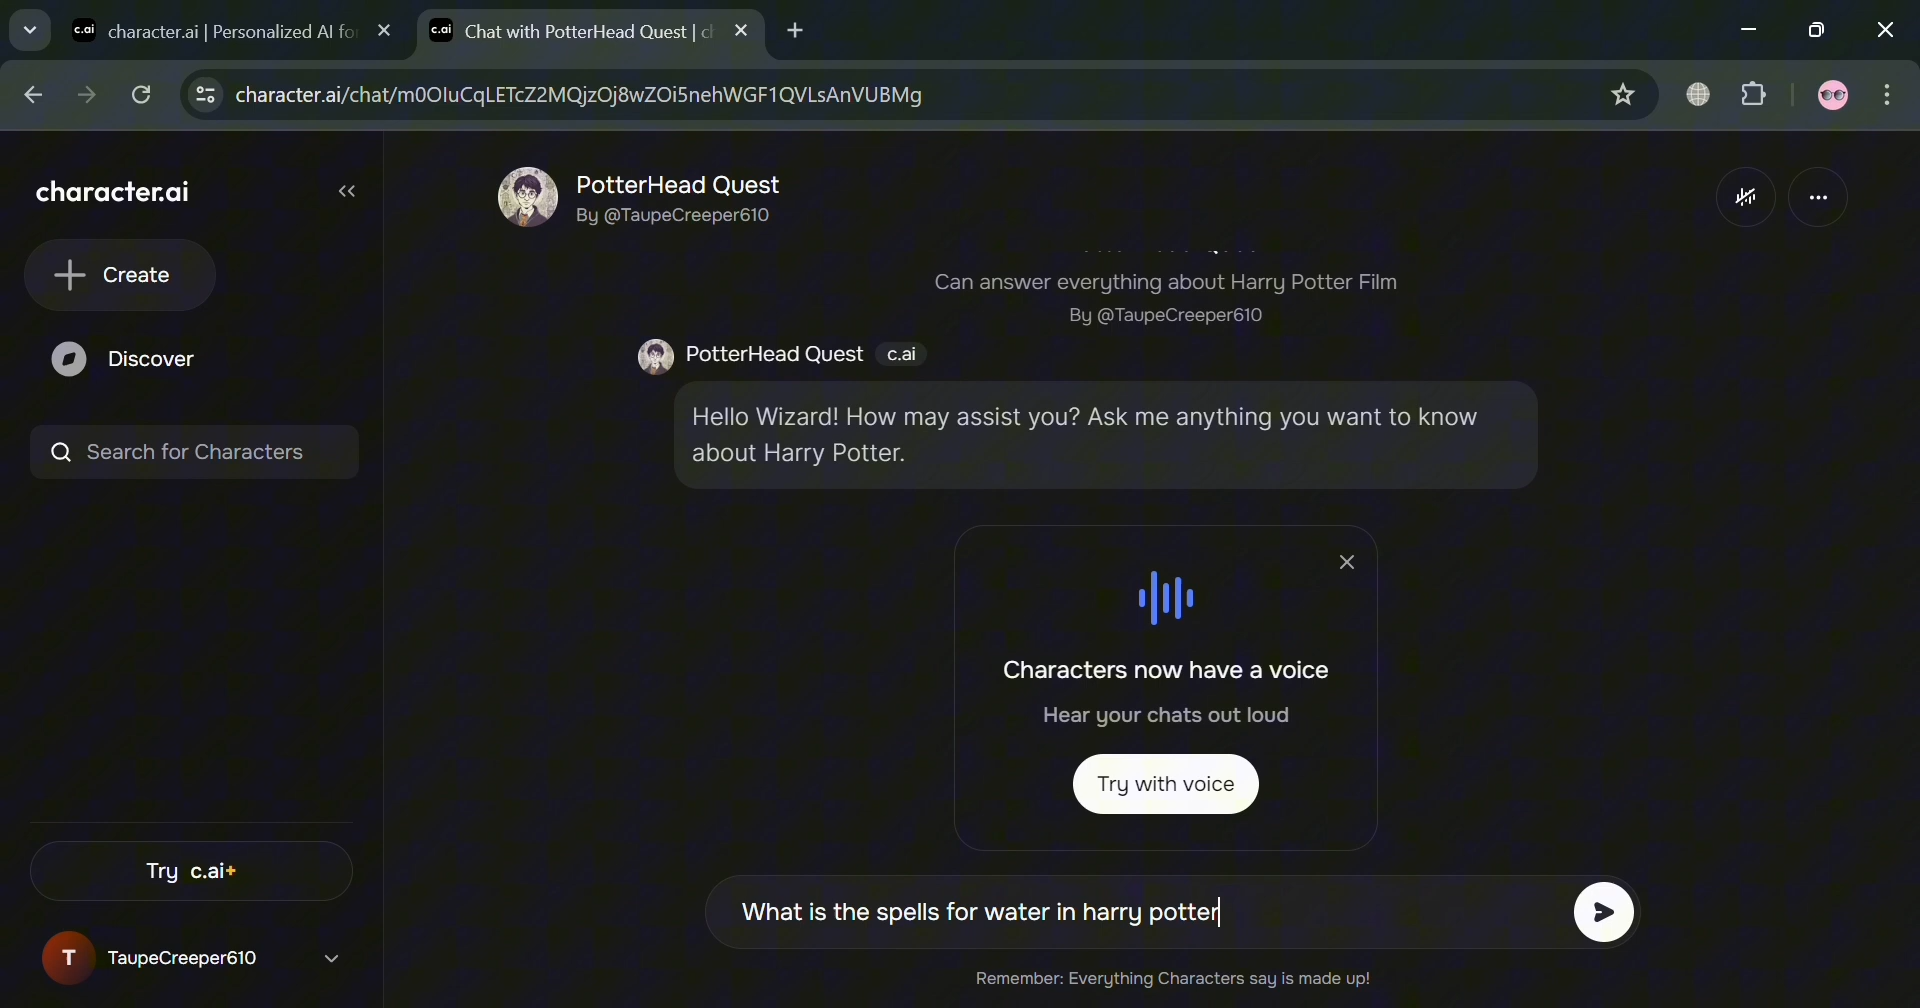 c.ai character.ai | Personalized AI for
c.ai Chat with PotterHead Quest |
character.ai/chat/m0OIuCqLETcZ2MQjzOj8wZOi5nehWGF1QVLsAnVUBMg
character.ai
Create
Discover
Search for Characters
Try c.ai+
T TaupeCreeper610
PotterHead Quest
By @TaupeCreeper610
Can answer everything about Harry Potter Film
By @TaupeCreeper610
PotterHead Quest c.ai
Hello Wizard! How may assist you? Ask me anything you want to know
about Harry Potter.
Characters now have a voice
Hear your chats out loud
Try with voice
What is the spells for water in harry potter
Remember: Everything Characters say is made up!